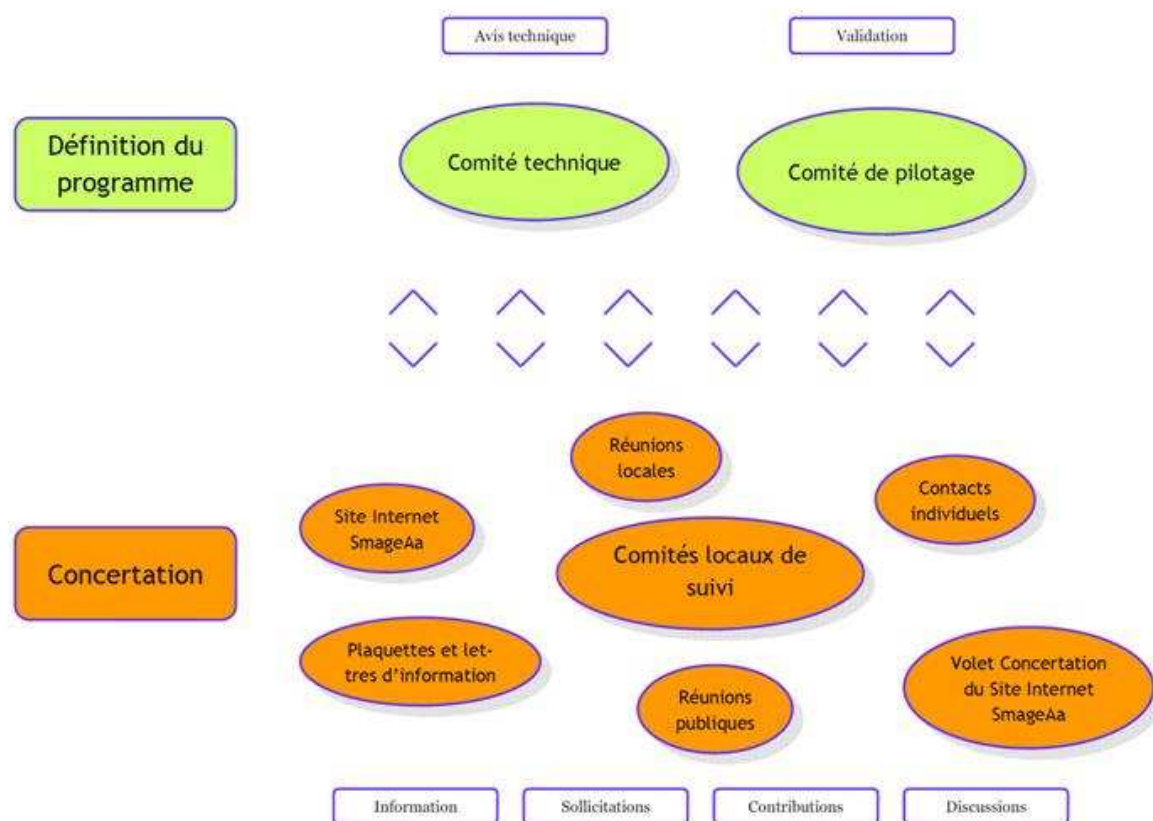 Avis technique
Validation
Définition du
programme
Comité technique
Comité de pilotage
Réunions
locales
Contacts
individuels
Site Internet
SmageAa
Concertation
Comités locaux de
suivi
Plaquettes et let-
tres d'information
Réunions
publiques
Volet Concertation
du Site Internet
SmageAa
Information
Sollicitations
Contributions
Discussions